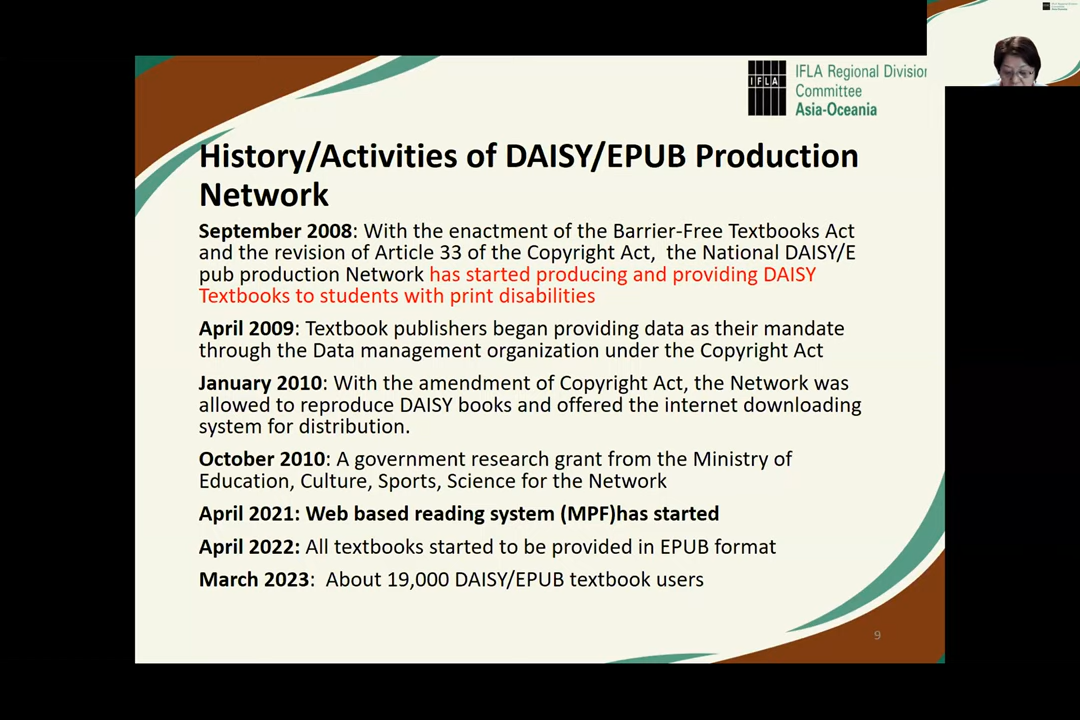 IFLA
IFLA Regional Division
Committee
Asia-Oceania
History/Activities of DAISY/EPUB Production
Network
September 2008: With the enactment of the Barrier-Free Textbooks Act
and the revision of Article 33 of the Copyright Act, the National DAISY/E
pub production Network has started producing and providing DAISY
Textbooks to students with print disabilities
April 2009: Textbook publishers began providing data as their mandate
through the Data management organization under the Copyright Act
January 2010: With the amendment of Copyright Act, the Network was
allowed to reproduce DAISY books and offered the internet downloading
system for distribution.
October 2010: A government research grant from the Ministry of
Education, Culture, Sports, Science for the Network
April 2021: Web based reading system (MPF)has started
April 2022: All textbooks started to be provided in EPUB format
March 2023: About 19,000 DAISY/EPUB textbook users
9